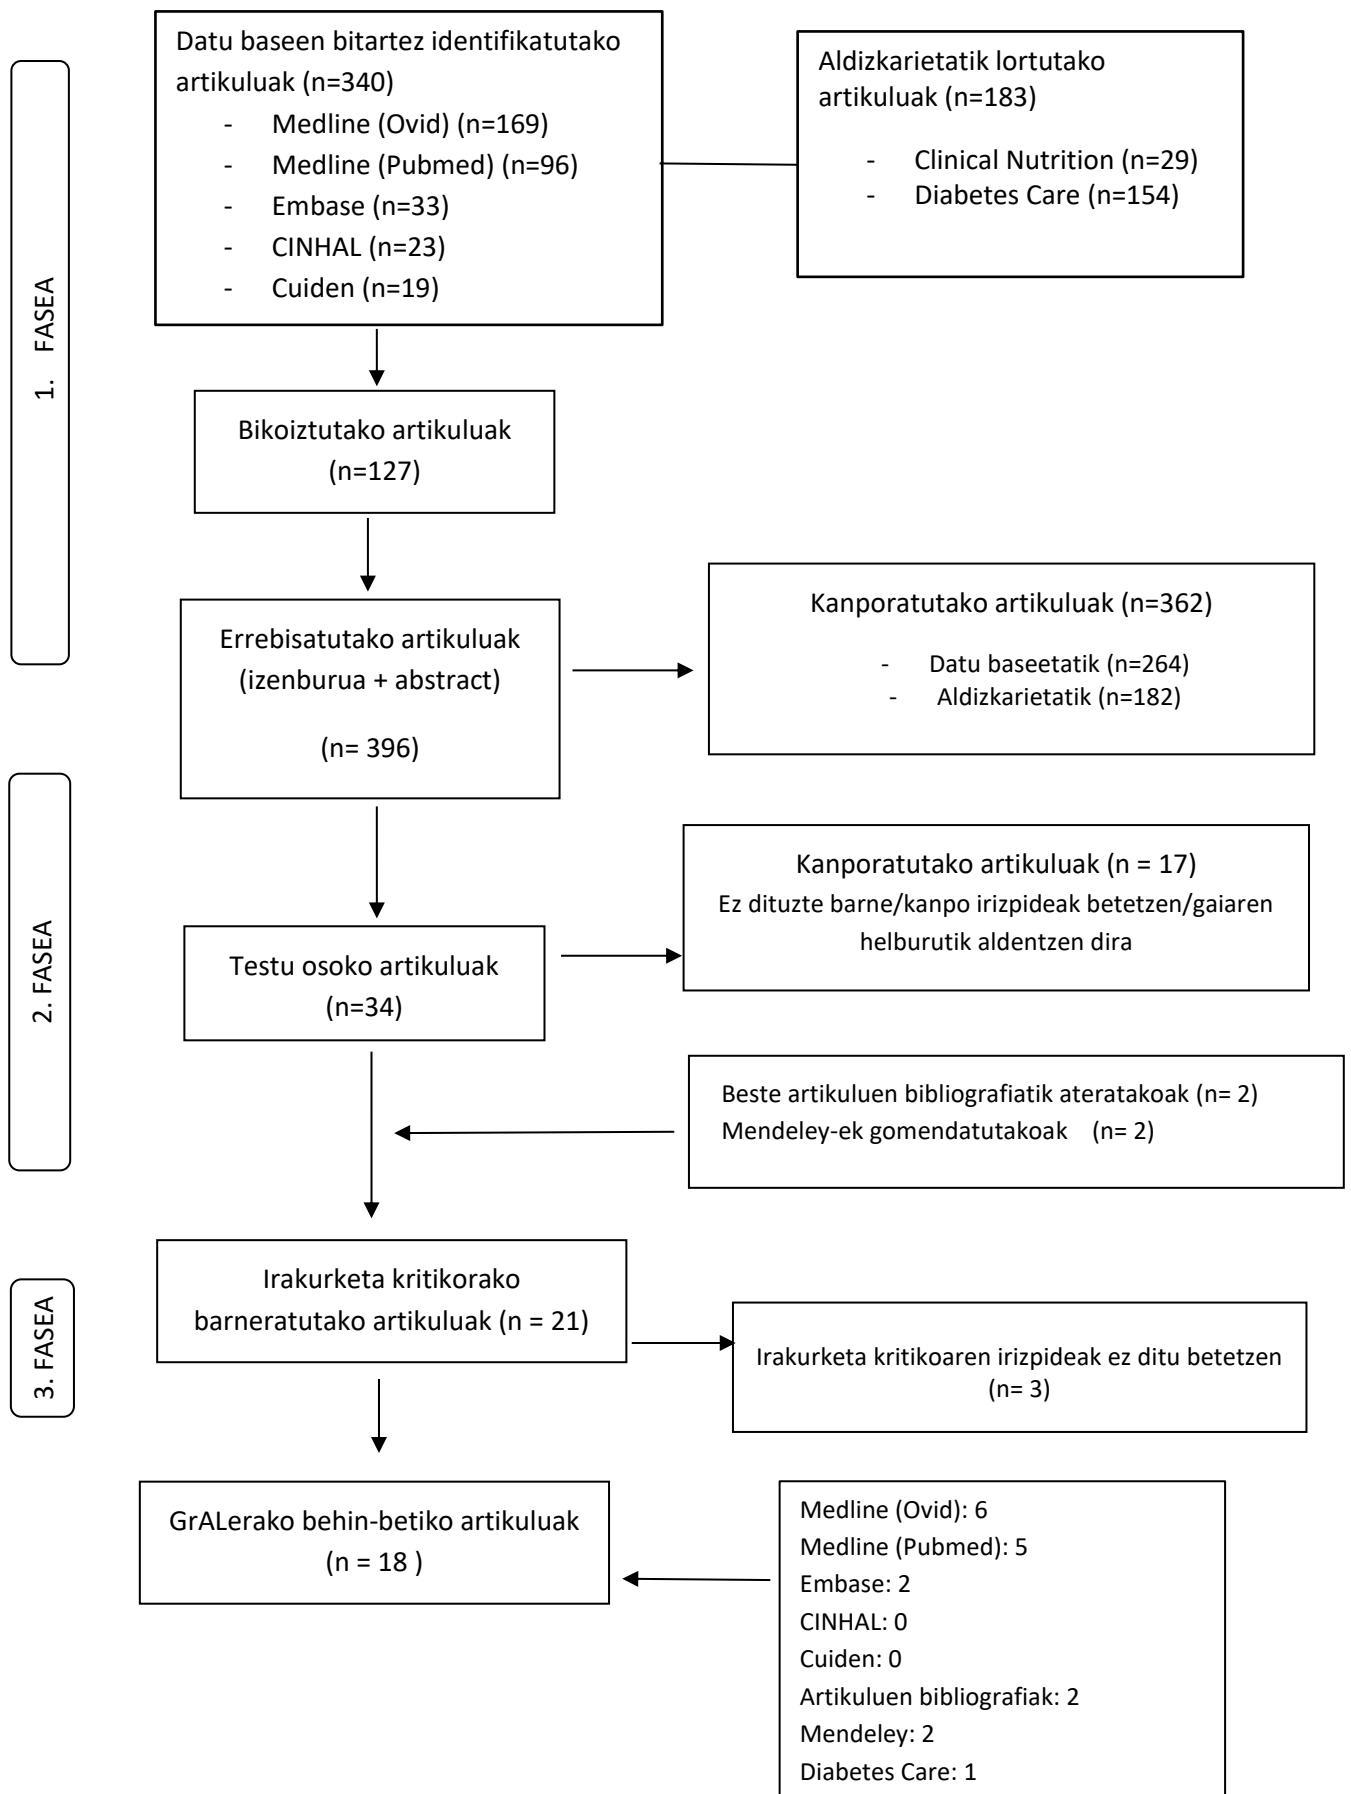 Datu baseen bitartez identifikatutako
artikuluak (n=340)
- Medline (Ovid) (n=169)
- Medline (Pubmed) (n=96)
- Embase (n=33)
- CINHAL (n=23)
- Cuiden (n=19)
Aldizkarietatik lortutako
artikuluak (n=183)
- Clinical Nutrition (n=29)
- Diabetes Care (n=154)
1. FASEA
Bikoiztutako artikuluak
(n=127)
Errebisatutako artikuluak
(izenburua + abstract)
(n= 396)
Kanporatutako artikuluak (n=362)
- Datu baseetatik (n=264)
- Aldizkarietatik (n=182)
2. FASEA
Kanporatutako artikuluak (n = 17)
Ez dituzte barne/kanpo irizpideak betetzen/gaiaren
helburutik aldentzen dira
Testu osoko artikuluak
(n=34)
Beste artikuluen bibliografiatik ateratakoak (n= 2)
Mendeley-ek gomendatutakoak (n= 2)
3. FASEA
Irakurketa kritikorako
barneratutako artikuluak (n = 21)
Irakurketa kritikoaren irizpideak ez ditu betetzen
(n= 3)
GrALerako behin-betiko artikuluak
(n = 18 )
Medline (Ovid): 6
Medline (Pubmed): 5
Embase: 2
CINHAL: 0
Cuiden: 0
Artikuluen bibliografiak: 2
Mendeley: 2
Diabetes Care: 1